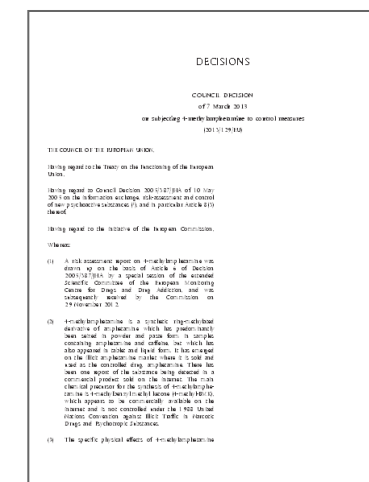 DECISIONS
COUNCIL DECISION
of 7 March 2013
on subjecting 4-methylamphetamine to control measures
(2013/129/EU)
THE COUNCIL OF THE EUROPEAN UNION,
Having regard to the Treaty on the Functioning of the European
Union,
Having regard to Council Decision 2005/387/JHA of 10 May
2005 on the information exchange, risk-assessment and control
of new psychoactive substances (¹), and in particular Article 8(1)
thereof,
Having regard to the initiative of the European Commission,
Whereas:
(1) A risk assessment report on 4-methylamphetamine was
drawn up on the basis of Article 6 of Decision
2005/387/JHA by a special session of the extended
Scientific Committee of the European Monitoring
Centre for Drugs and Drug Addiction, and was
subsequently received by the Commission on
29 November 2012.
(2) 4-methylamphetamine is a synthetic ring-methylated
derivative of amphetamine which has predominantly
been seized in powder and paste form in samples
containing amphetamine and caffeine, but which has
also appeared in tablet and liquid form. It has emerged
on the illicit amphetamine market where it is sold and
used as the controlled drug, amphetamine. There has
been one report of the substance being detected in a
commercial product sold on the Internet. The main
chemical precursor for the synthesis of 4-methylamphe-
tamine is 4-methylbenzyl methyl ketone (4-methyl-BMK),
which appears to be commercially available on the
Internet and is not controlled under the 1988 United
Nations Convention against Illicit Traffic in Narcotic
Drugs and Psychotropic Substances.
(3) The specific physical effects of 4-methylamphetamine